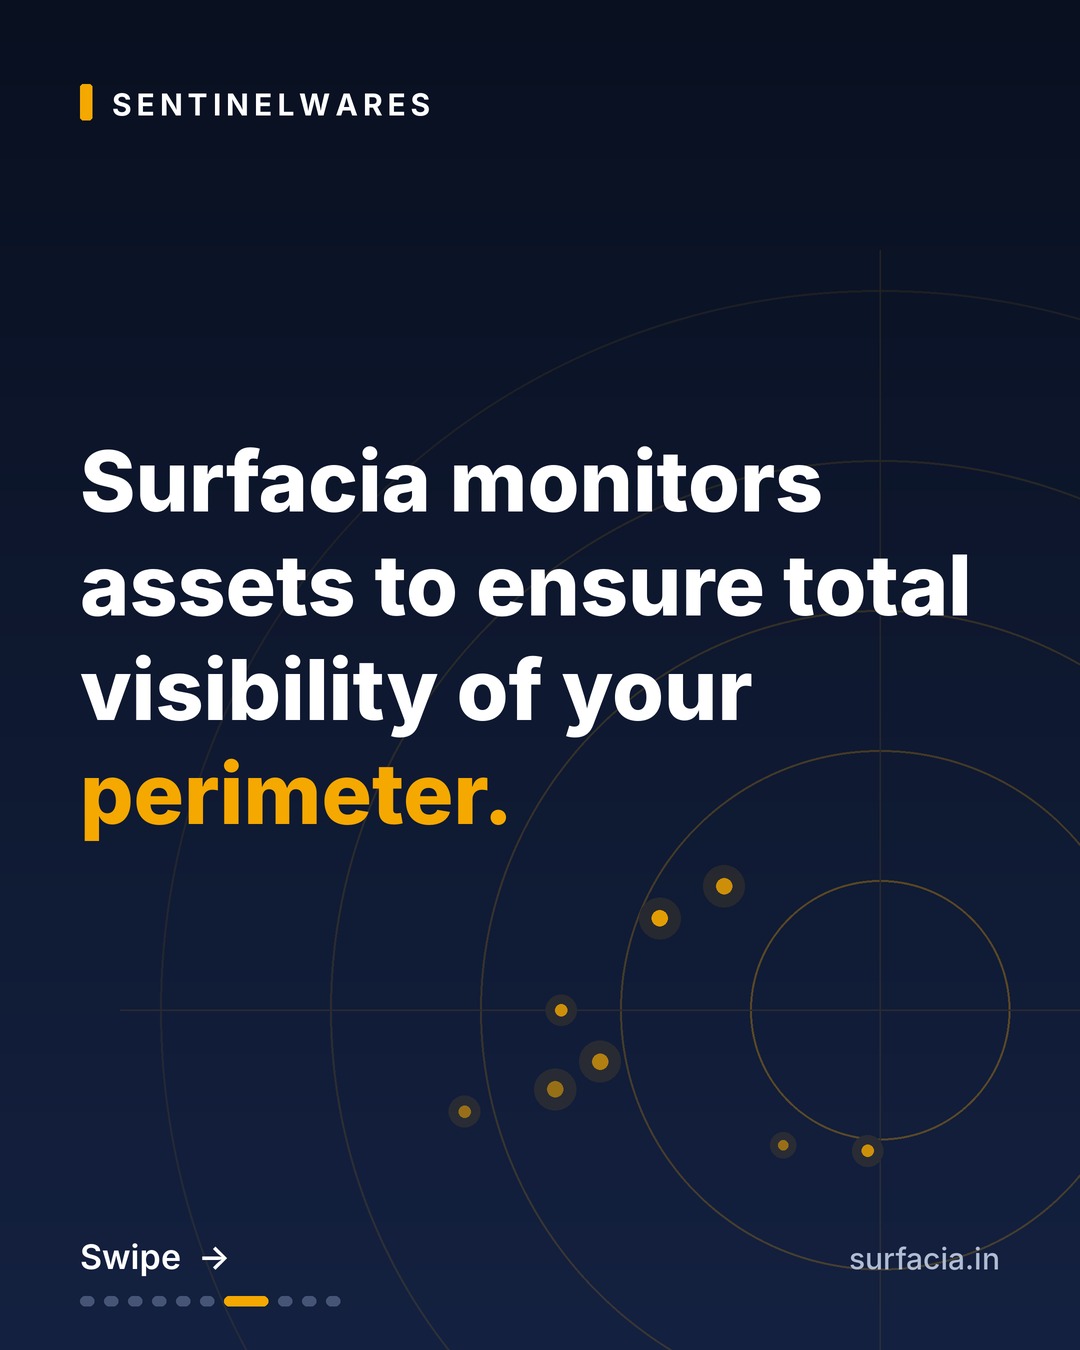 SENTINELWARES
Surfacia monitors
assets to ensure total
visibility of your
perimeter.
Swipe →
surfacia.in